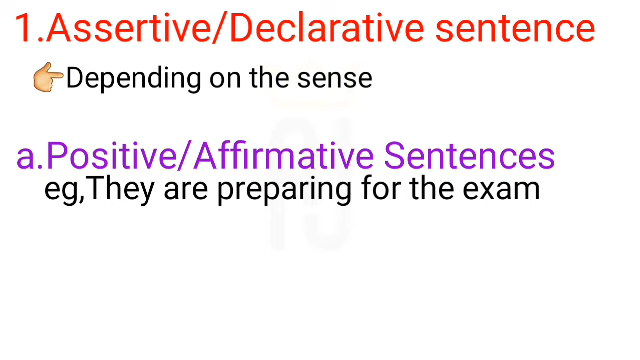 1.Assertive/Declarative sentence
👉Depending on the sense
a.Positive/Affirmative Sentences
eg,They are preparing for the exam